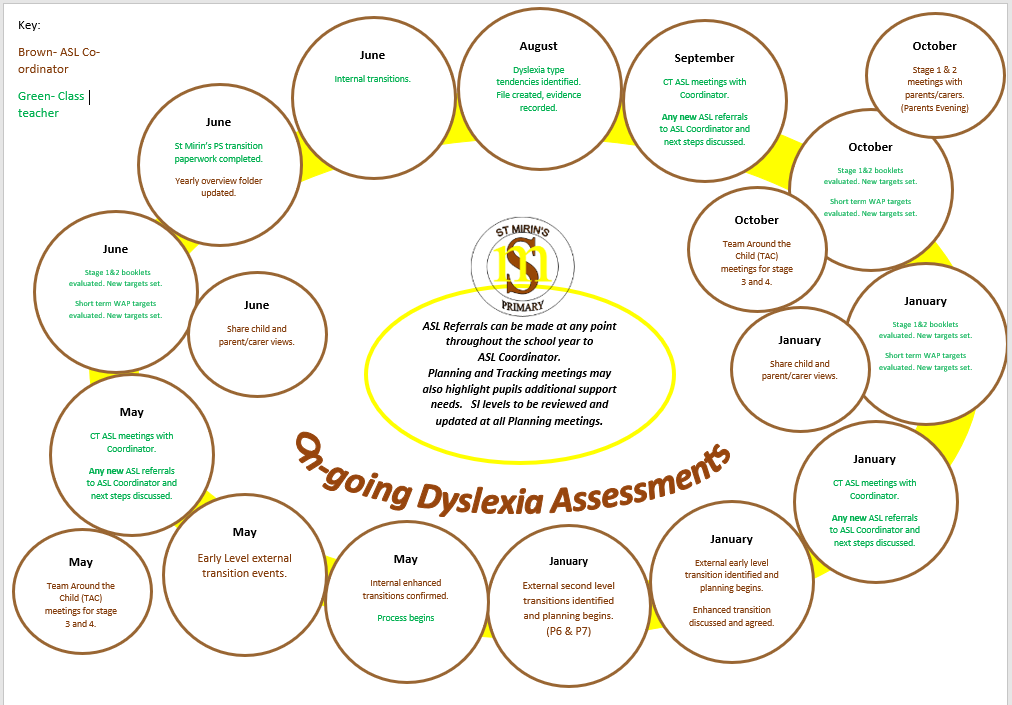 Key:
Brown- ASL Co-
ordinator
Green- Class
teacher
June
Internal transitions.
August
Dyslexia type
tendencies identified.
File created, evidence
recorded.
September
CT ASL meetings with
Coordinator.
Any new ASL referrals
to ASL Coordinator and
next steps discussed.
October
Stage 1 & 2
meetings with
parents/carers.
(Parents Evening)
October
Stage 1&2 booklets
evaluated. New targets set.
Short term WAP targets
evaluated. New targets set.
October
Team Around the
Child (TAC)
meetings for stage
3 and 4.
January
Stage 1&2 booklets
evaluated. New targets set.
Short term WAP targets
evaluated. New targets set.
January
Share child and
parent/carer views.
January
CT ASL meetings with
Coordinator.
Any new ASL referrals
to ASL Coordinator and
next steps discussed.
January
External early level
transition identified and
planning begins.
Enhanced transition
discussed and agreed.
January
External second level
transitions identified
and planning begins.
(P6 & P7)
May
Internal enhanced
transitions confirmed.
Process begins
May
Early Level external
transition events.
May
Team Around the
Child (TAC)
meetings for stage
3 and 4.
May
CT ASL meetings with
Coordinator.
Any new ASL referrals
to ASL Coordinator and
next steps discussed.
June
Share child and
parent/carer views.
June
Stage 1&2 booklets
evaluated. New targets set.
Short term WAP targets
evaluated. New targets set.
June
St Mirin's PS transition
paperwork completed.
Yearly overview folder
updated.
ST MIRIN'S
S
m
PRIMARY
ASL Referrals can be made at any point
throughout the school year to
ASL Coordinator.
Planning and Tracking meetings may
also highlight pupils additional support
needs. SI levels to be reviewed and
updated at all Planning meetings.
On-going Dyslexia Assessments